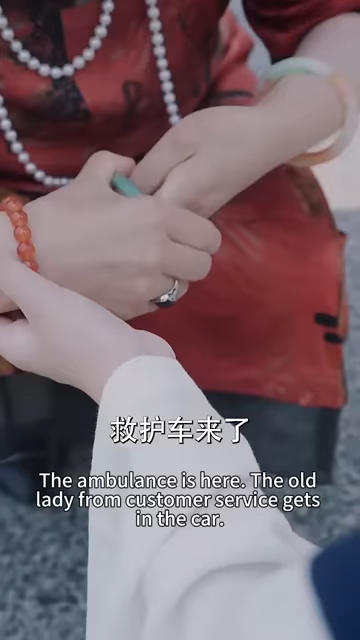 救护车来了
The ambulance is here. The old
lady from customer service gets
in the car.